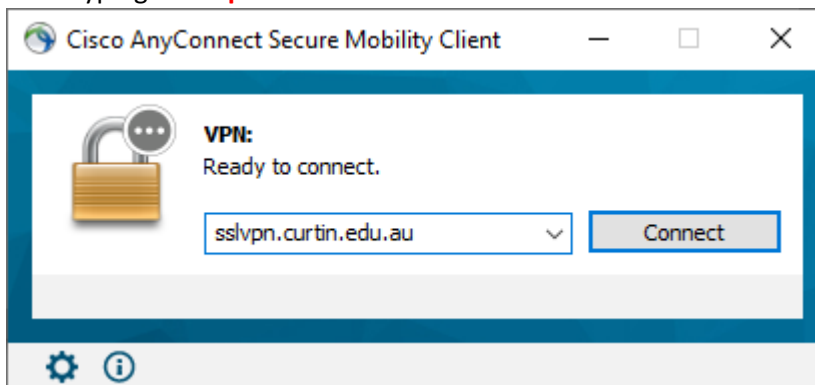 Cisco AnyConnect Secure Mobility Client
VPN:
Ready to connect.
sslvpn.curtin.edu.au
Connect